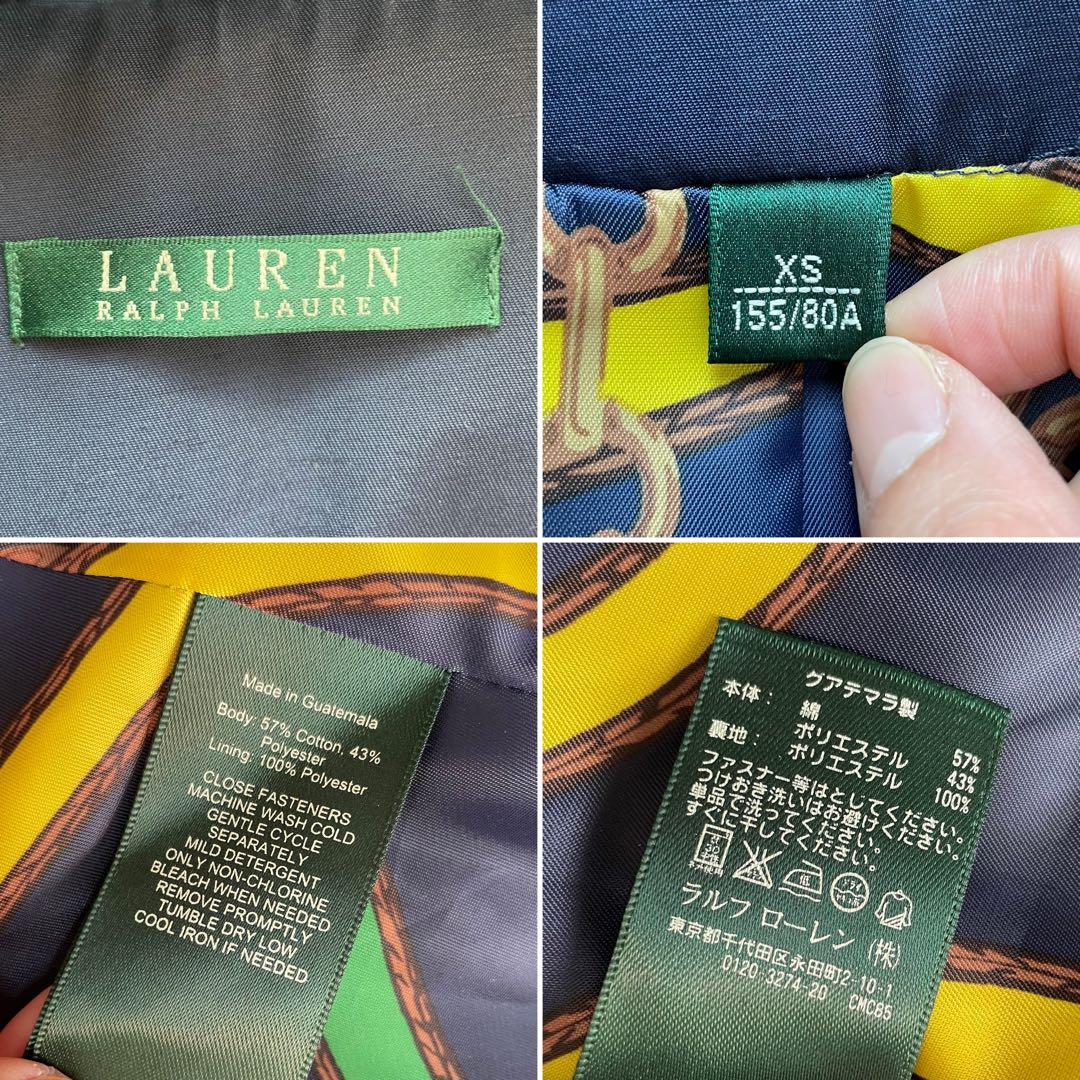 LAUREN
RALPH LAUREN
XS
155/80A
Made in Guatemala
Body: 57% Cotton, 43%
Polyester
Lining: 100% Polyester
CLOSE FASTENERS
MACHINE WASH COLD
GENTLE CYCLE
SEPARATELY
MILD DETERGENT
ONLY NON-CHLORINE
BLEACH WHEN NEEDED
REMOVE PROMPTLY
TUMBLE DRY LOW
COOL IRON IF NEEDED
グアテマラ製
本体: 綿 57%
ポリエステル 43%
裏地: ポリエステル 100%
ファスナー等はとしてください。
つけおき洗いはお避けください。
単品で洗ってください。
すぐに干してください。
低 ドライ
ラルフ ローレン (株)
東京都千代田区永田町2-10-1
0120-3274-20 CMC85